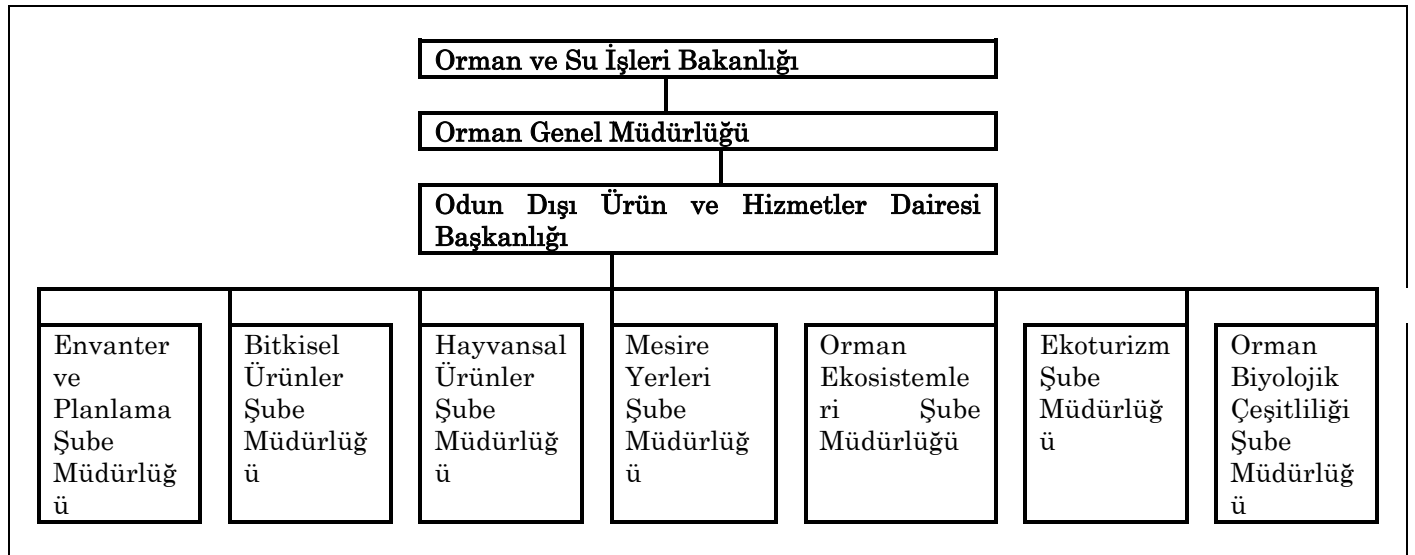 Orman ve Su İşleri Bakanlığı
Orman Genel Müdürlüğü
Odun Dışı Ürün ve Hizmetler Dairesi
Başkanlığı
Envanter
ve
Planlama
Şube
Müdürlüğ
ü
Bitkisel
Ürünler
Şube
Müdürlüğ
ü
Hayvansal
Ürünler
Şube
Müdürlüğ
ü
Mesire
Yerleri
Şube
Müdürlüğ
ü
Orman
Ekosistemle
ri Şube
Müdürlüğü
Ekoturizm
Şube
Müdürlüğ
ü
Orman
Biyolojik
Çeşitliliği
Şube
Müdürlüğ
ü